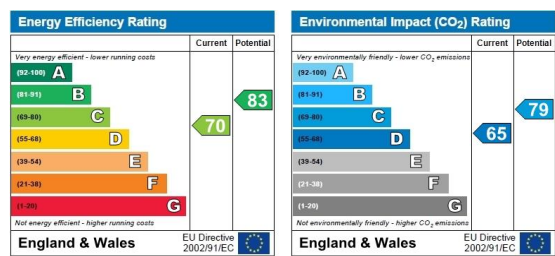 Energy Efficiency Rating
Current Potential
Very energy efficient - lower running costs
(92-100) A
(81-91) B
83
(69-80) C
70
(55-68) D
(39-54) E
(21-38) F
(1-20) G
Not energy efficient - higher running costs
England & Wales
EU Directive
2002/91/EC
Environmental Impact (CO2) Rating
Current Potential
Very environmentally friendly - lower CO2 emissions
(92-100) A
(81-91) B
(69-80) C
79
(55-68) D
65
(39-54) E
(21-38) F
(1-20) G
Not environmentally friendly - higher CO2 emissions
England & Wales
EU Directive
2002/91/EC